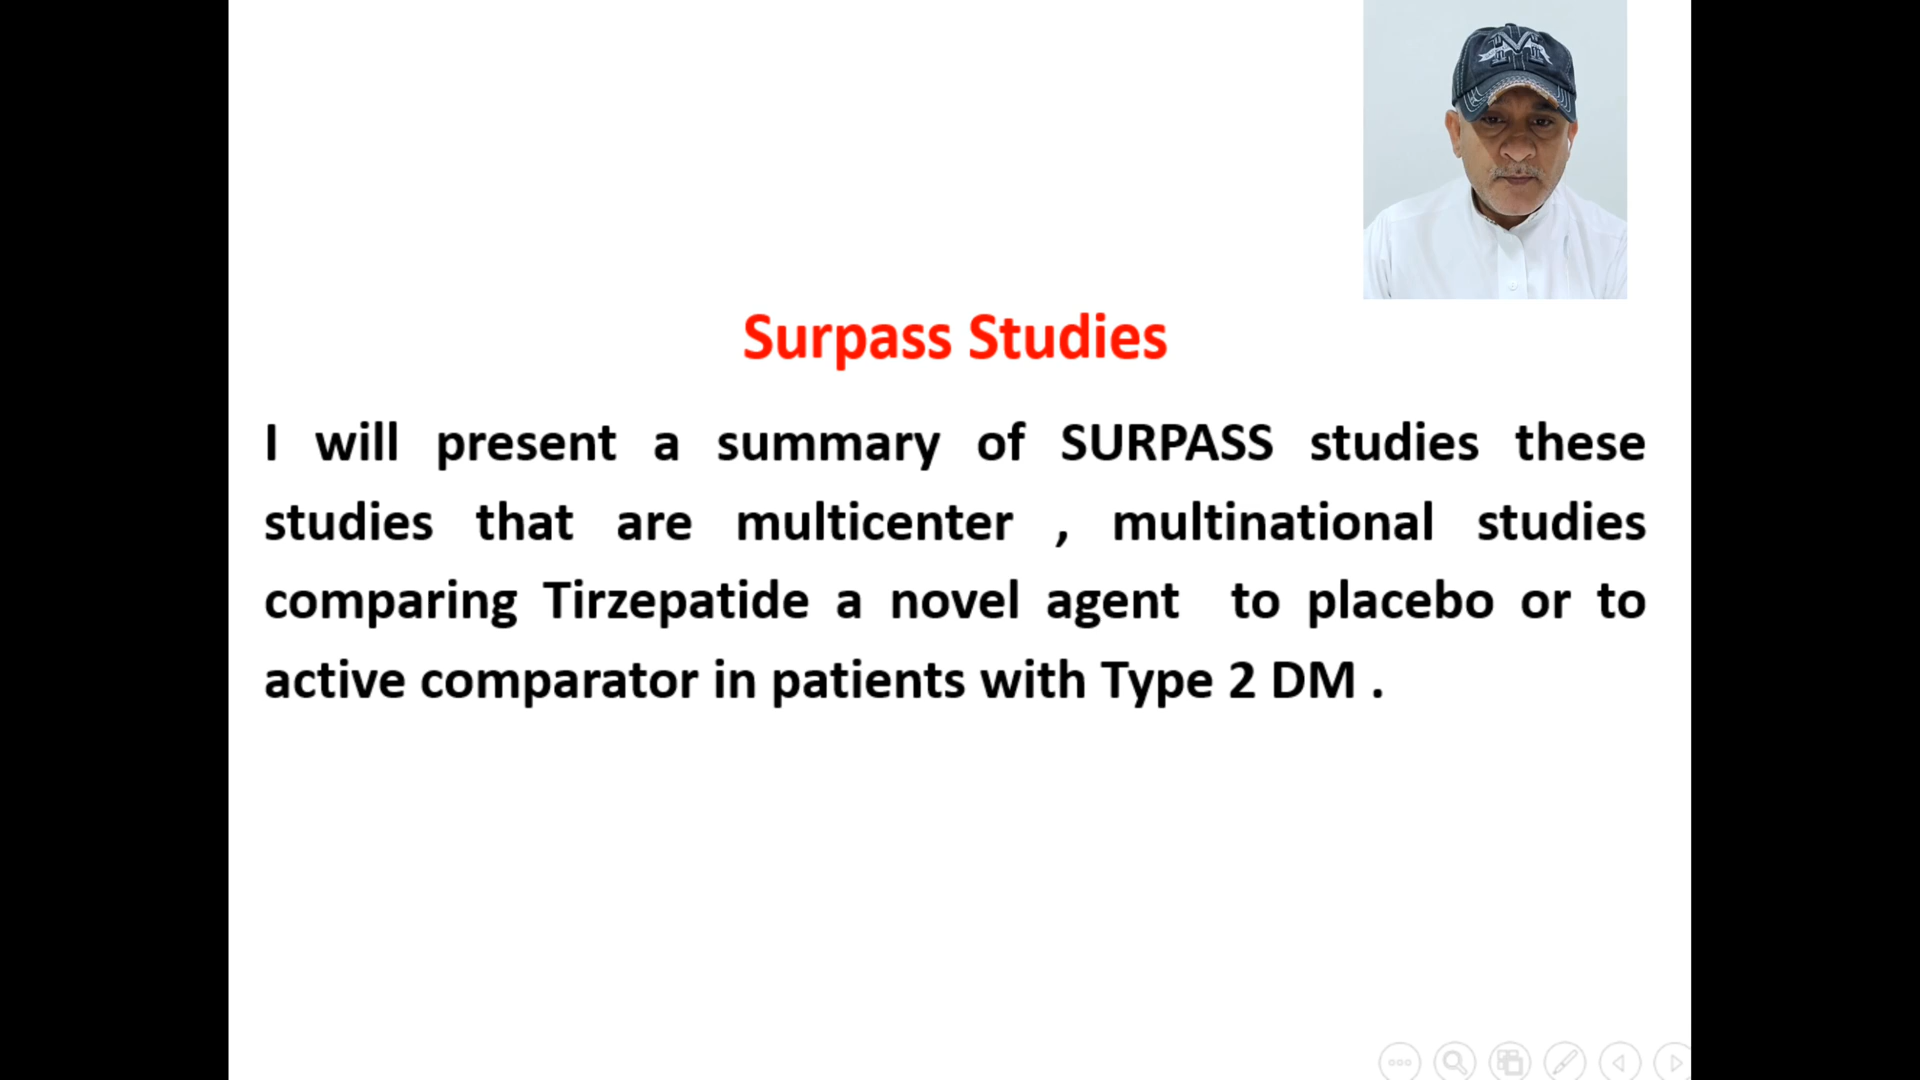 M
Surpass Studies
I will present a summary of SURPASS studies these
studies that are multicenter , multinational studies
comparing Tirzepatide a novel agent to placebo or to
active comparator in patients with Type 2 DM .